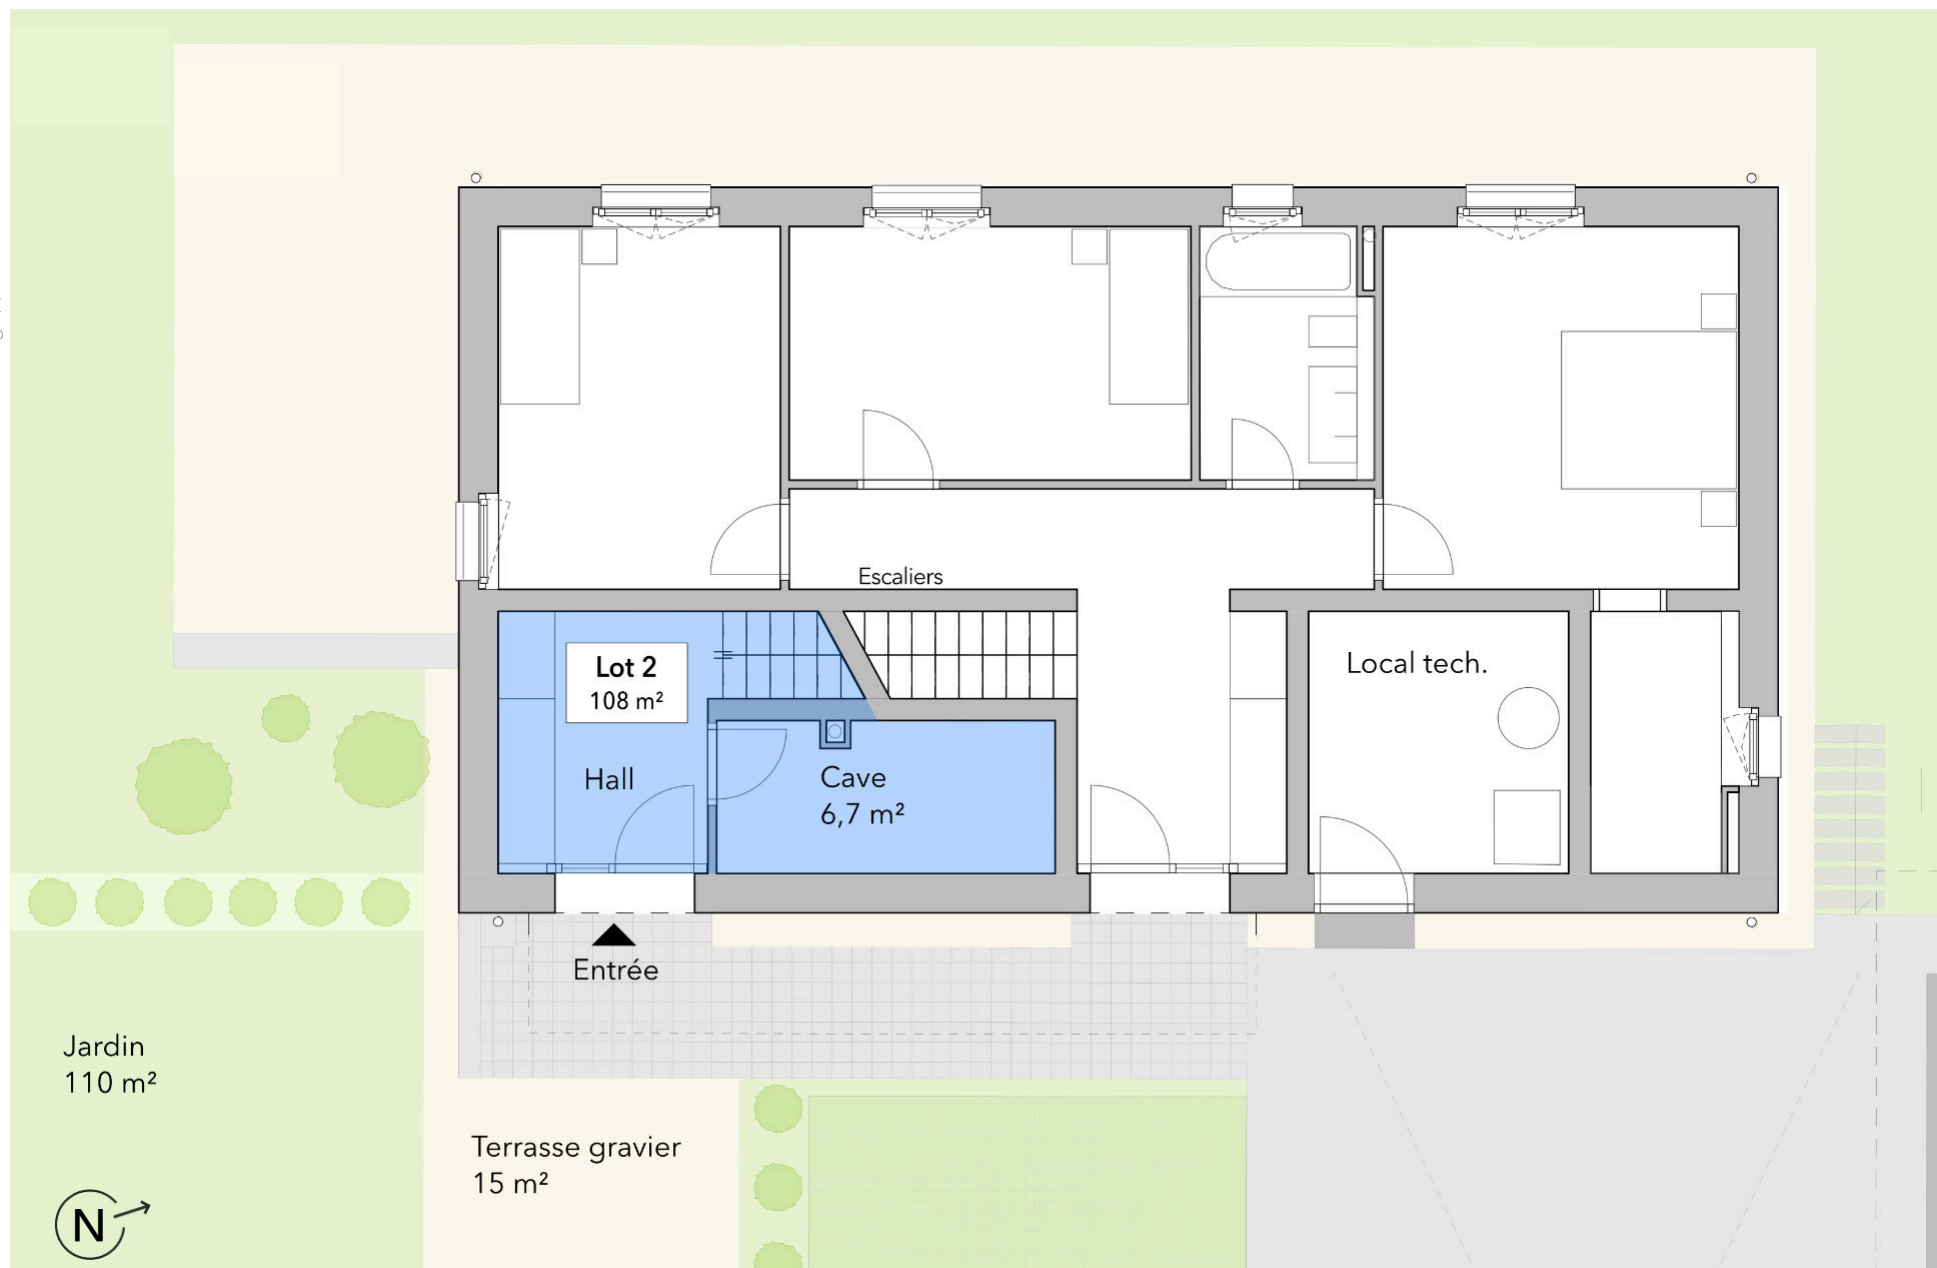 Escaliers
Lot 2
108 m²
Local tech.
Hall
Cave
6,7 m²
Entrée
Jardin
110 m²
Terrasse gravier
15 m²
N